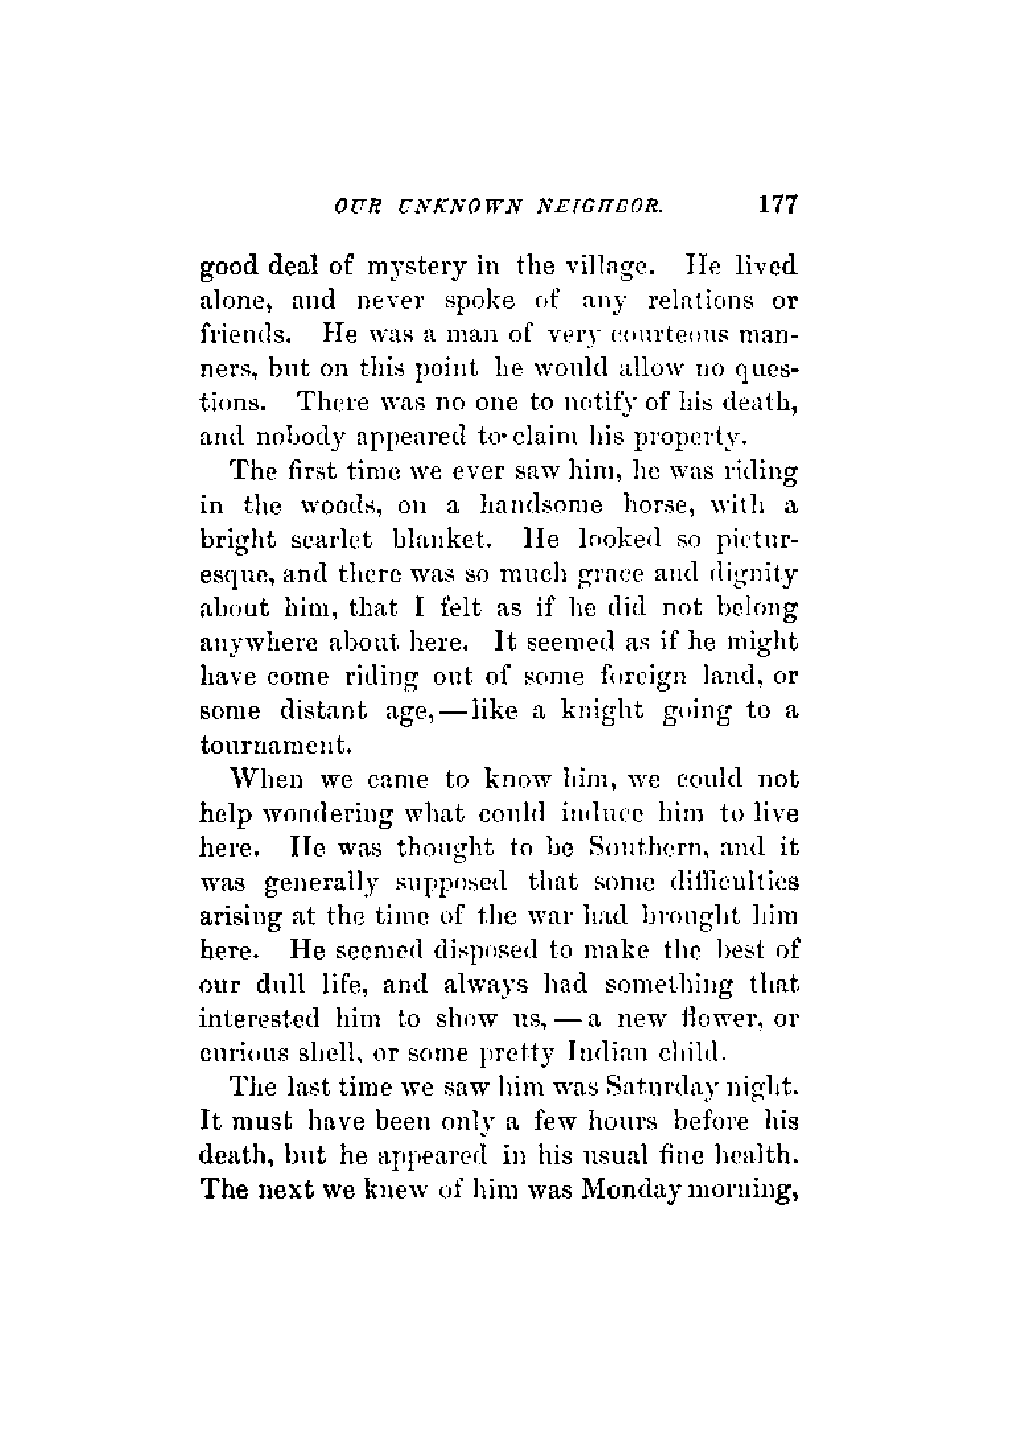 OUR UNKNOWN NEIGHBOR. 177
good deal of mystery in the village. He lived
alone, and never spoke of any relations or
friends. He was a man of very courteous man-
ners, but on this point he would allow no ques-
tions. There was no one to notify of his death,
and nobody appeared to claim his property.
The first time we ever saw him, he was riding
in the woods, on a handsome horse, with a
bright scarlet blanket. He looked so pictur-
esque, and there was so much grace and dignity
about him, that I felt as if he did not belong
anywhere about here. It seemed as if he might
have come riding out of some foreign land, or
some distant age,—like a knight going to a
tournament.
When we came to know him, we could not
help wondering what could induce him to live
here. He was thought to be Southern, and it
was generally supposed that some difficulties
arising at the time of the war had brought him
here. He seemed disposed to make the best of
our dull life, and always had something that
interested him to show us, — a new flower, or
curious shell, or some pretty Indian child.
The last time we saw him was Saturday night.
It must have been only a few hours before his
death, but he appeared in his usual fine health.
The next we knew of him was Monday morning,